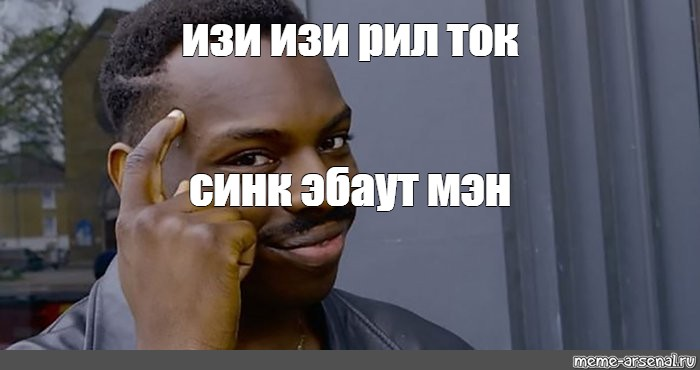 изи изи рил ток
синк эбаут мэн
meme-arsenal.ru